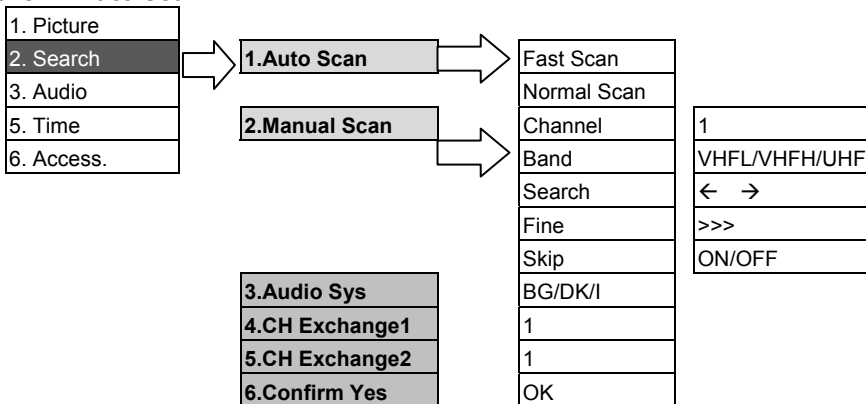 1. Picture
2. Search 1.Auto Scan Fast Scan
3. Audio Normal Scan
5. Time 2.Manual Scan Channel 1
6. Access. Band VHFL/VHFH/UHF
Search ← →
Fine >>>
Skip ON/OFF
3.Audio Sys BG/DK/I
4.CH Exchange1 1
5.CH Exchange2 1
6.Confirm Yes OK